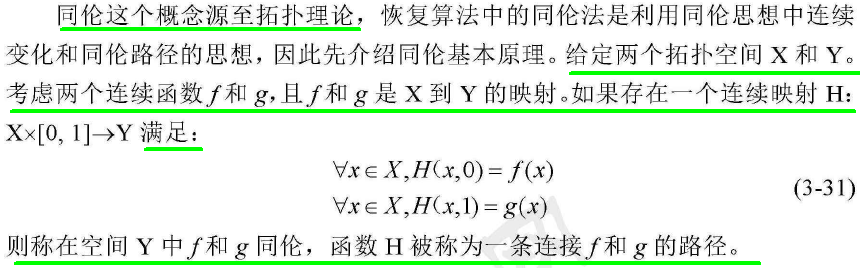 同伦这个概念源至拓扑理论，恢复算法中的同伦法是利用同伦思想中连续
变化和同伦路径的思想，因此先介绍同伦基本原理。给定两个拓扑空间 X 和 Y。
考虑两个连续函数 f 和 g，且 f 和 g 是 X 到 Y 的映射。如果存在一个连续映射 H：
X×[0, 1]→Y 满足：
∀x ∈ X, H(x,0) = f(x)
∀x ∈ X, H(x,1) = g(x)
(3-31)
则称在空间 Y 中 f 和 g 同伦，函数 H 被称为一条连接 f 和 g 的路径。